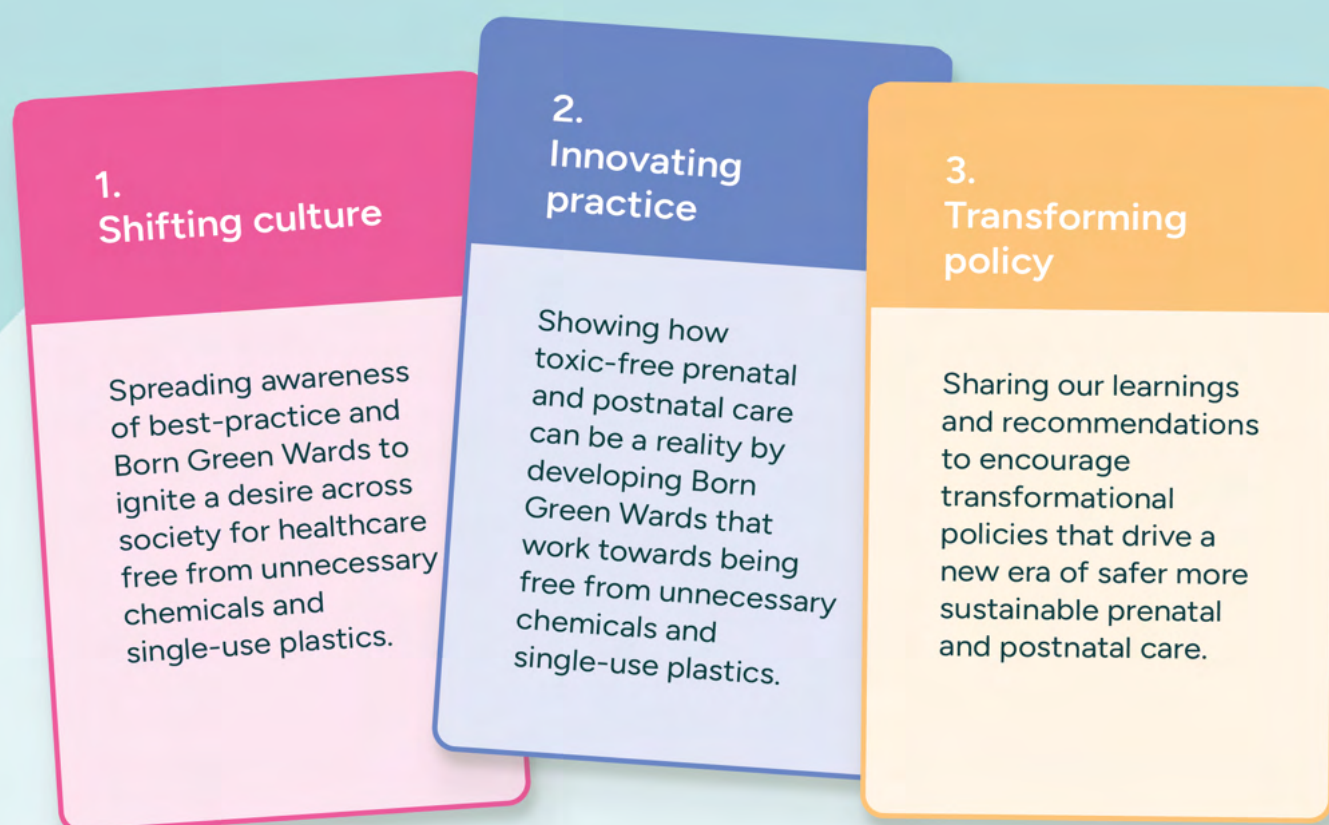 1.
Shifting culture
Spreading awareness
of best-practice and
Born Green Wards to
ignite a desire across
society for healthcare
free from unnecessary
chemicals and
single-use plastics.
2.
Innovating
practice
Showing how
toxic-free prenatal
and postnatal care
can be a reality by
developing Born
Green Wards that
work towards being
free from unnecessary
chemicals and
single-use plastics.
3.
Transforming
policy
Sharing our learnings
and recommendations
to encourage
transformational
policies that drive a
new era of safer more
sustainable prenatal
and postnatal care.